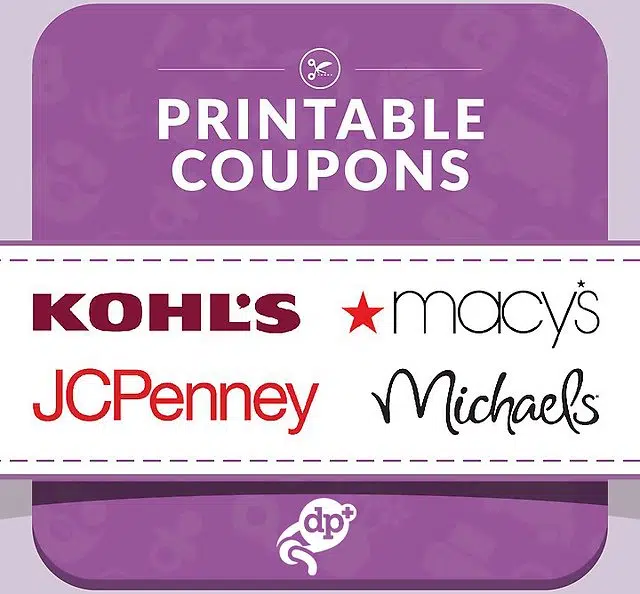 PRINTABLE
COUPONS
KOHL'S
macy's
JCPenney
Michaels
dp+